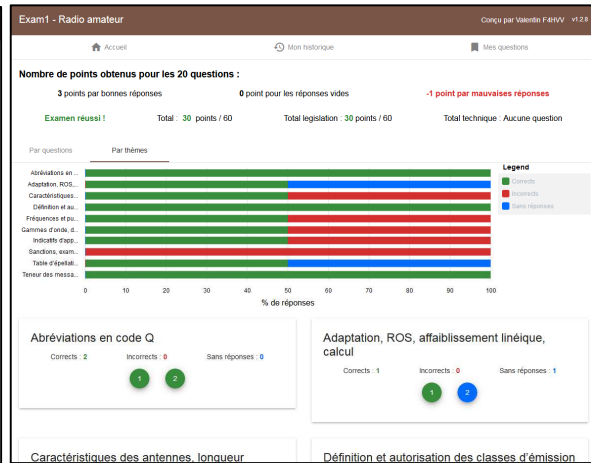 Exam1 - Radio amateur
Conçu par Valentin F4HVV v1.2.8
Accueil
Mon historique
Mes questions
Nombre de points obtenus pour les 20 questions :
3 points par bonnes réponses
0 point pour les réponses vides
-1 point par mauvaises réponses
Examen réussi !
Total : 30 points / 60
Total legislation : 30 points / 60
Total technique : Aucune question
Par questions
Par thèmes
Legend
Corrects
Incorrects
Sans réponses
Abréviations en ...
Adaptation, ROS,...
Caractéristiques...
Définition et au...
Fréquences et pu...
Gammes d'onde, d...
Indicatifs d'app...
Sanctions, exam...
Table d'épellati...
Teneur des messa...
0 10 20 30 40 50 60 70 80 90 100
% de réponses
Abréviations en code Q
Corrects : 2 Incorrects : 0 Sans réponses : 0
1 2
Adaptation, ROS, affaiblissement linéique,
calcul
Corrects : 1 Incorrects : 0 Sans réponses : 1
1 2
Caractéristiques des antennes, longueur
Définition et autorisation des classes d'émission